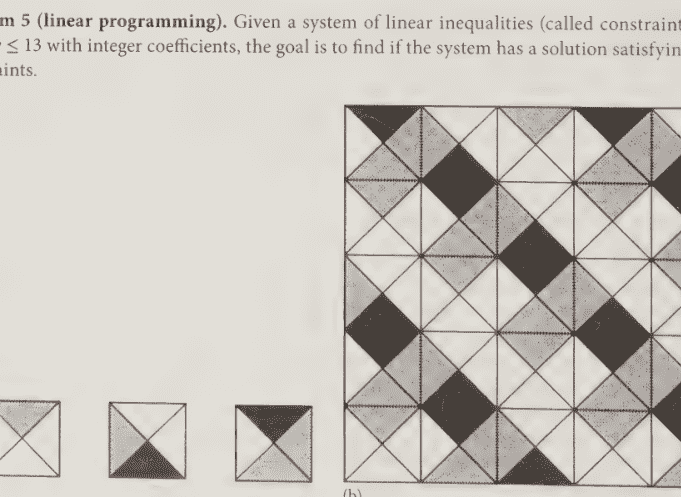 m 5 (linear programming). Given a system of linear inequalities (called constraint
≤ 13 with integer coefficients, the goal is to find if the system has a solution satisfyin
aints.
(b)